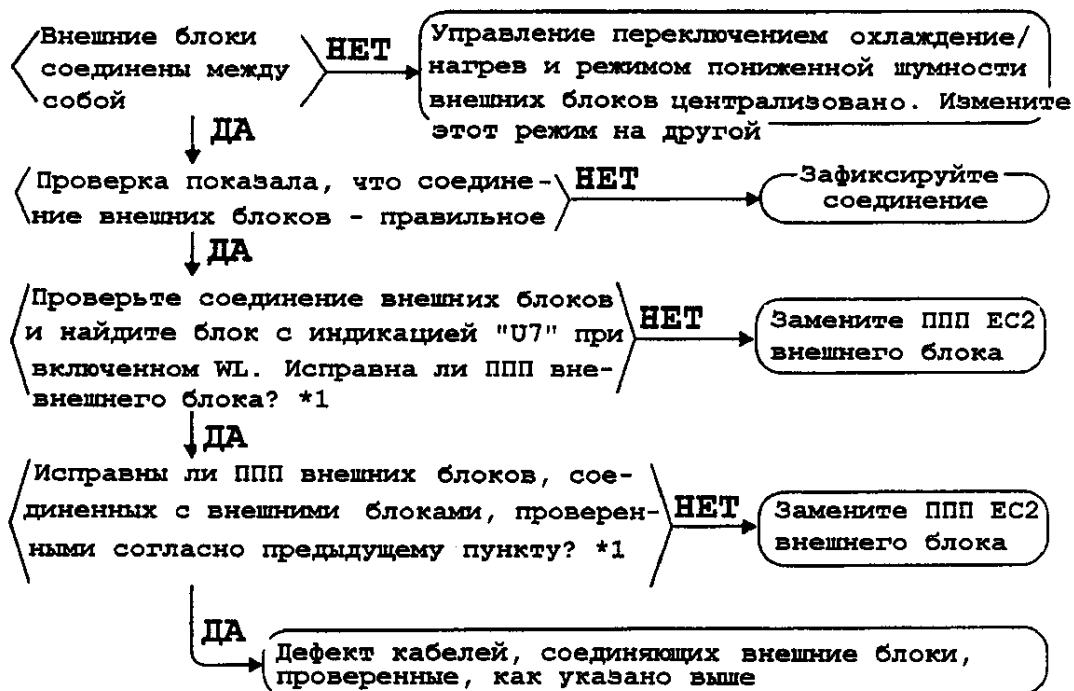 Внешние блоки
соединены между
собой
НЕТ
Управление переключением охлаждение/
нагрев и режимом пониженной шумности
внешних блоков централизовано. Измените
этот режим на другой
ДА
Проверка показала, что соедине-
ние внешних блоков - правильное
НЕТ
Зафиксируйте
соединение
ДА
Проверьте соединение внешних блоков
и найдите блок с индикацией "U7" при
включенном WL. Исправна ли ППП вне-
внешнего блока? *1
НЕТ
Замените ППП EC2
внешнего блока
ДА
Исправны ли ППП внешних блоков, сое-
диненных с внешними блоками, проверен-
ными согласно предыдущему пункту? *1
НЕТ
Замените ППП EC2
внешнего блока
ДА
Дефект кабелей, соединяющих внешние блоки,
проверенные, как указано выше